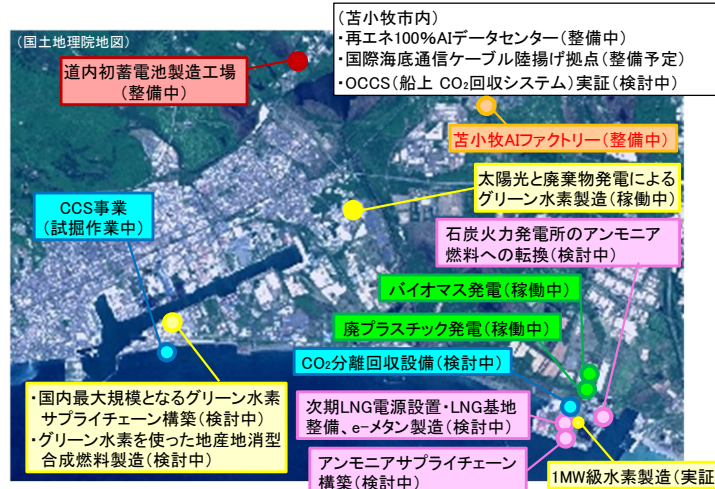 (苫小牧市内)
・再エネ100%AIデータセンター(整備中)
・国際海底通信ケーブル陸揚げ拠点(整備予定)
・OCCS(船上 CO₂回収システム)実証(検討中)
(国土地理院地図)
道内初蓄電池製造工場
(整備中)
苫小牧AIファクトリー(整備中)
太陽光と廃棄物発電による
グリーン水素製造(稼働中)
CCS事業
(試掘作業中)
石炭火力発電所のアンモニア
燃料への転換(検討中)
バイオマス発電(稼働中)
廃プラスチック発電(稼働中)
CO₂分離回収設備(検討中)
・国内最大規模となるグリーン水素
サプライチェーン構築(検討中)
・グリーン水素を使った地産地消型
合成燃料製造(検討中)
次期LNG電源設置・LNG基地
整備、e-メタン製造(検討中)
アンモニアサプライチェーン
構築(検討中)
1MW級水素製造(実証